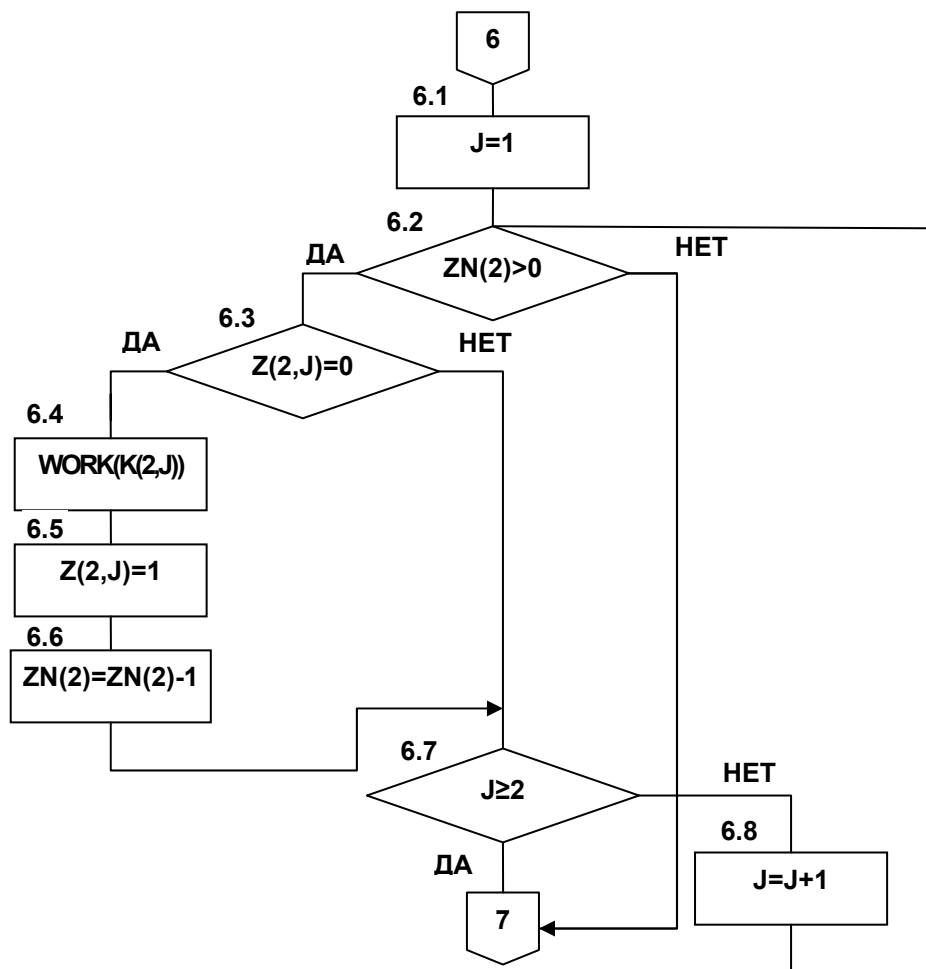 6
6.1
J=1
6.2
ДА
НЕТ
ZN(2)>0
6.3
ДА
НЕТ
Z(2,J)=0
6.4
WORK(K(2,J))
6.5
Z(2,J)=1
6.6
ZN(2)=ZN(2)-1
6.7
J≥2
НЕТ
6.8
J=J+1
ДА
7